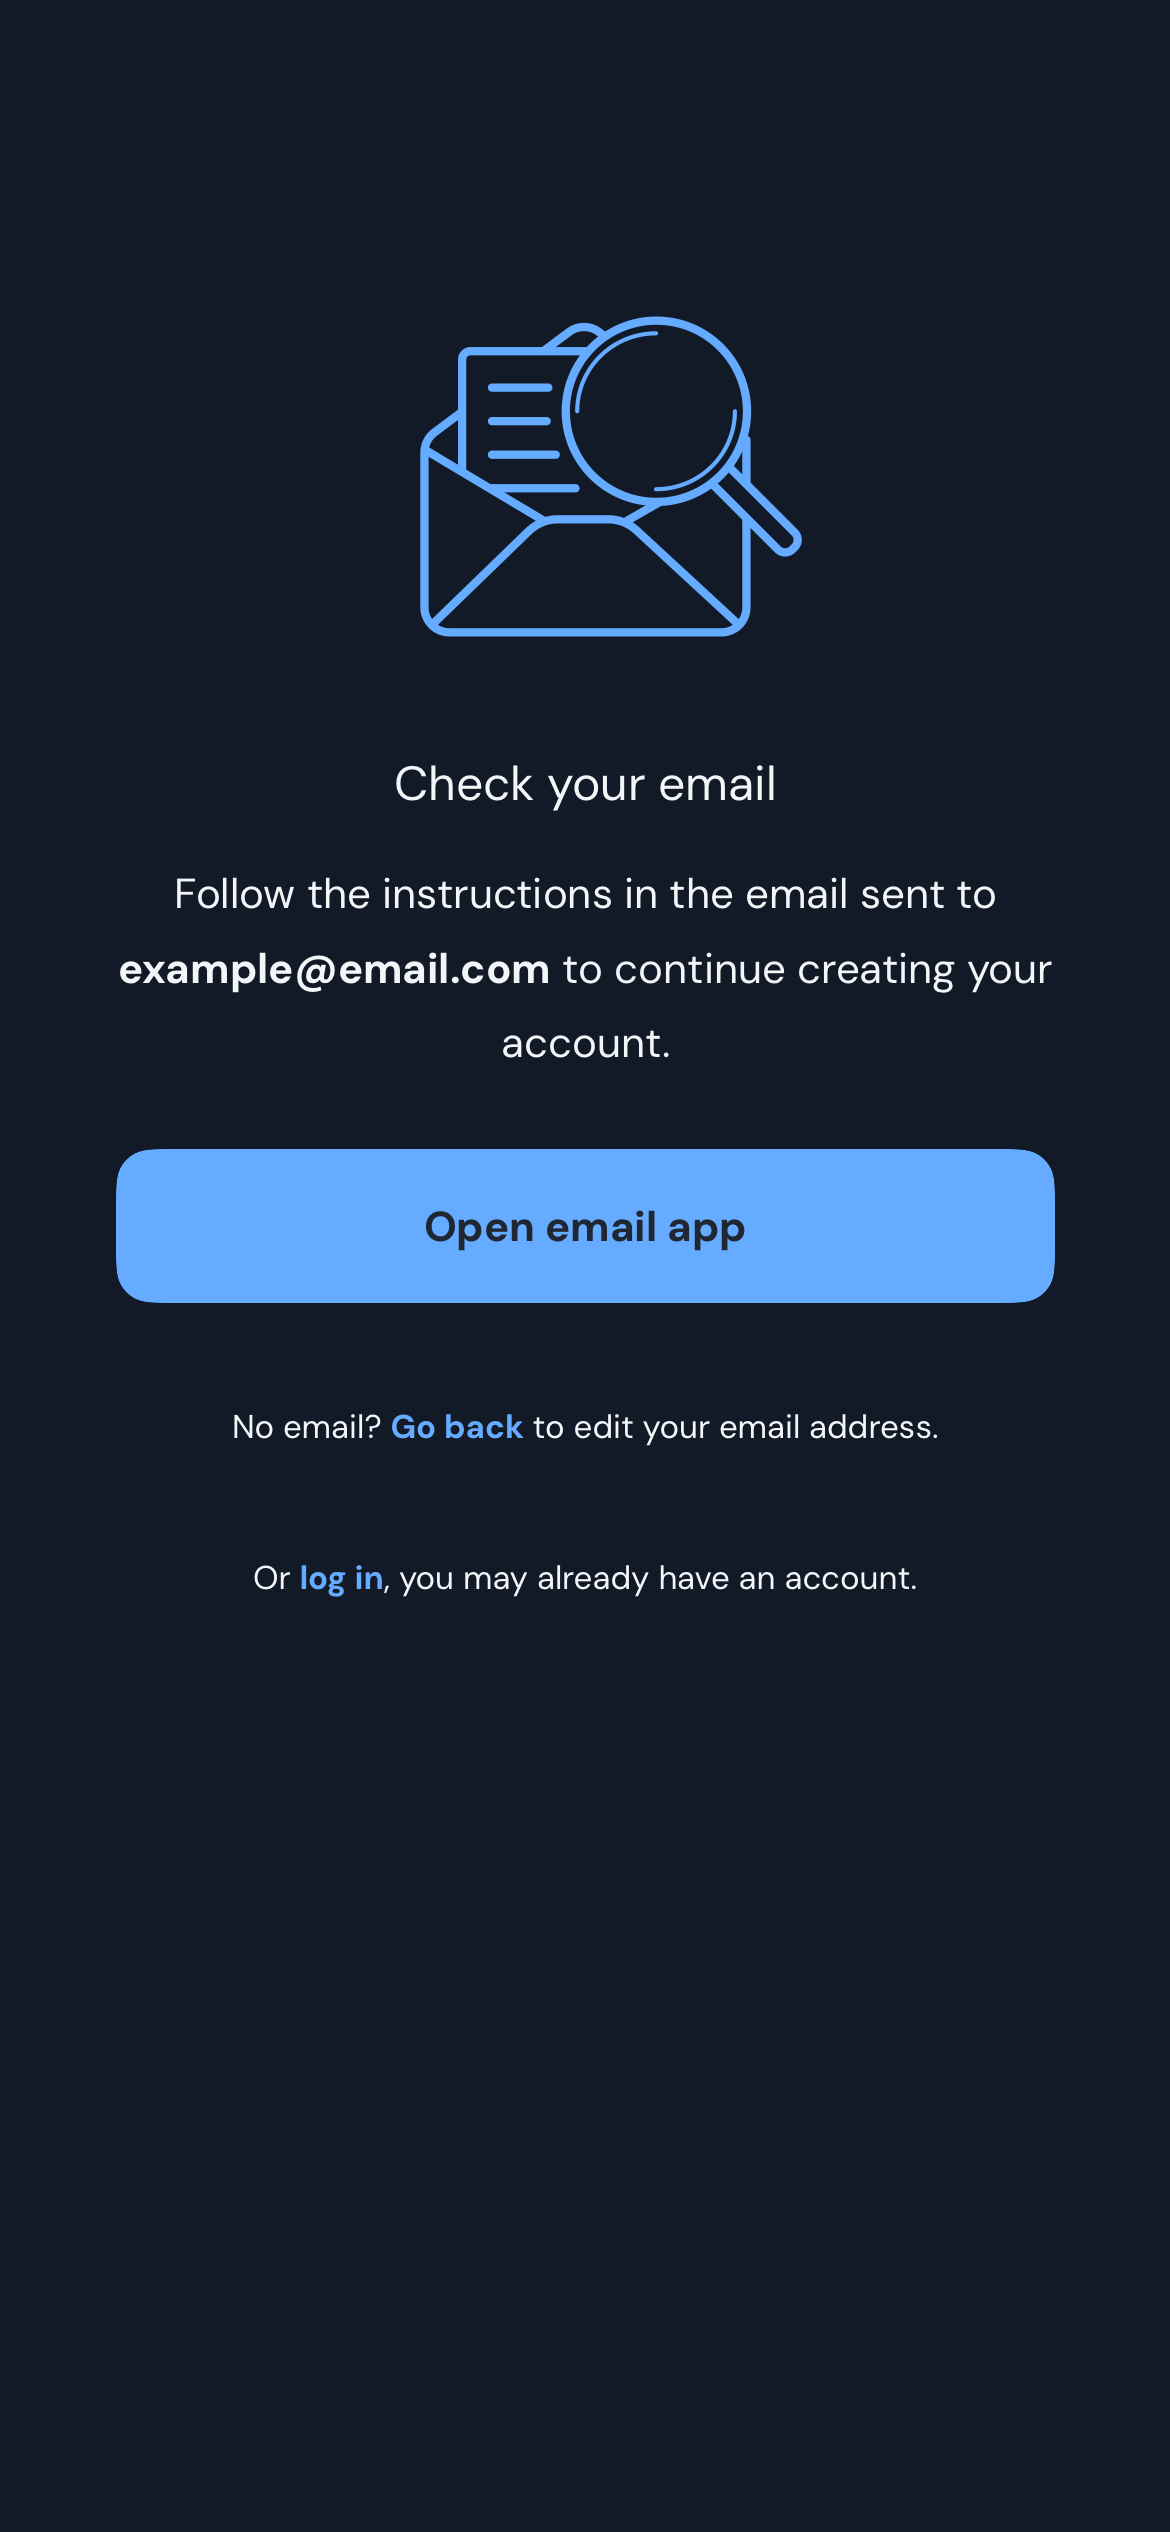 Check your email
Follow the instructions in the email sent to
example@email.com to continue creating your
account.
Open email app
No email? Go back to edit your email address.
Or log in, you may already have an account.